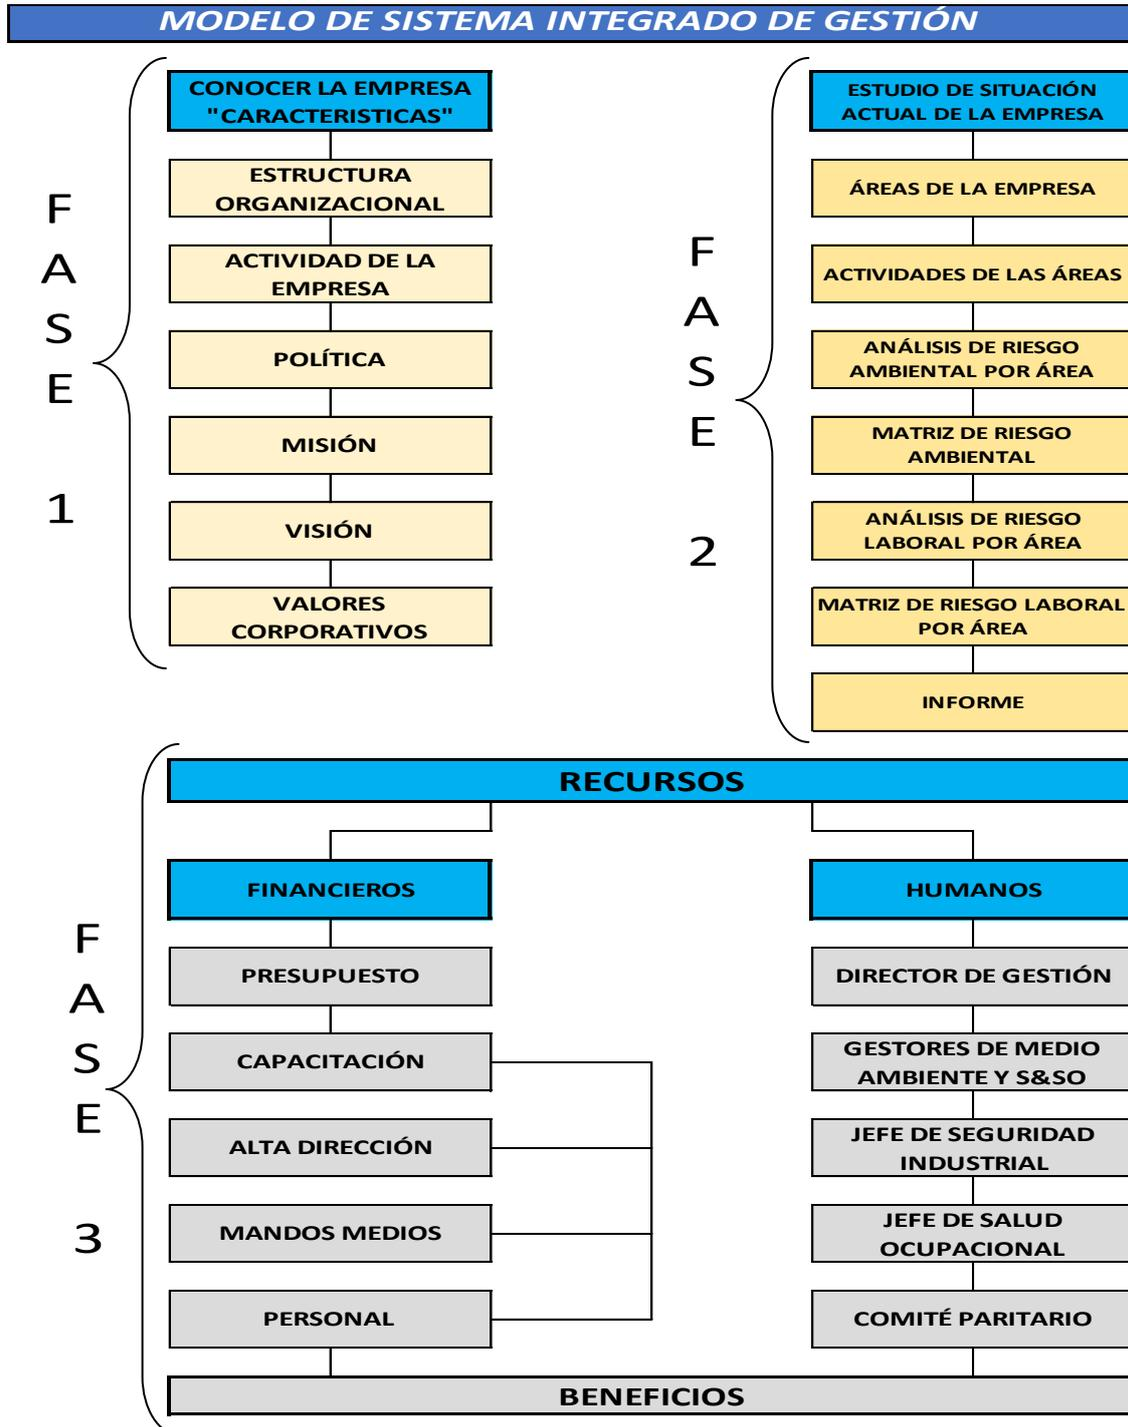 MODELO DE SISTEMA INTEGRADO DE GESTIÓN
FASE 1
CONOCER LA EMPRESA
"CARACTERISTICAS"
ESTRUCTURA
ORGANIZACIONAL
ACTIVIDAD DE LA
EMPRESA
POLÍTICA
MISIÓN
VISIÓN
VALORES
CORPORATIVOS
FASE 2
ESTUDIO DE SITUACIÓN
ACTUAL DE LA EMPRESA
ÁREAS DE LA EMPRESA
ACTIVIDADES DE LAS ÁREAS
ANÁLISIS DE RIESGO
AMBIENTAL POR ÁREA
MATRIZ DE RIESGO
AMBIENTAL
ANÁLISIS DE RIESGO
LABORAL POR ÁREA
MATRIZ DE RIESGO LABORAL
POR ÁREA
INFORME
FASE 3
RECURSOS
FINANCIEROS
PRESUPUESTO
CAPACITACIÓN
ALTA DIRECCIÓN
MANDOS MEDIOS
PERSONAL
HUMANOS
DIRECTOR DE GESTIÓN
GESTORES DE MEDIO
AMBIENTE Y S&SO
JEFE DE SEGURIDAD
INDUSTRIAL
JEFE DE SALUD
OCUPACIONAL
COMITÉ PARITARIO
BENEFICIOS